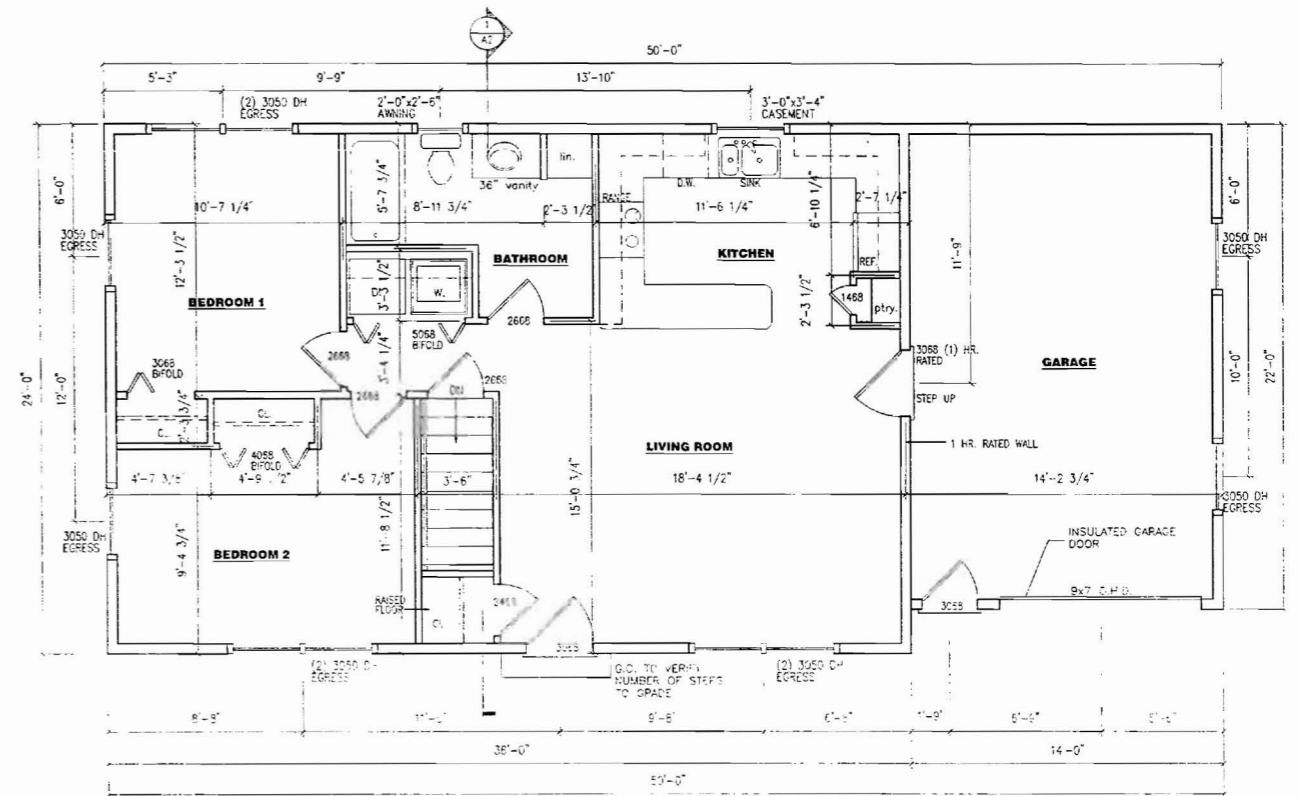 1
A2
50'-0"
5'-3"
9'-9"
13'-10"
(2) 3050 DH
EGRESS
2'-0"x2'-6"
AWNING
3'-0"x3'-4"
CASEMENT
lin.
36" vanity
D.W.
SINK
RANGE
5'-7 3/4"
10'-7 1/4"
8'-11 3/4"
2'-3 1/2"
11'-6 1/4"
6'-10 1/4"
2'-7 1/4"
6'-0"
6'-0"
3050 DH
EGRESS
12'-3 1/2"
11'-9"
3050 DH
EGRESS
BATHROOM
KITCHEN
REF.
BEDROOM 1
W.
3'-3 1/2"
2'-3 1/2"
1468
ptry.
2668
5068
BIFOLD
3068 (1) HR.
RATED
GARAGE
3068
BIFOLD
2668
3'-4 1/4"
2668
2668
DN
STEP UP
24'-0"
12'-0"
10'-0"
22'-0"
CL.
CL.
LIVING ROOM
1 HR. RATED WALL
4068
BIFOLD
4'-7 3/8"
4'-5 7/8"
3'-6"
18'-4 1/2"
14'-2 3/4"
15'-0 3/4"
11'-8 1/2"
3050 DH
EGRESS
3050 DH
EGRESS
9'-4 3/4"
BEDROOM 2
INSULATED GARAGE
DOOR
9x7 O.H.D.
RAISED
FLOOR
CL.
2468
3068
3068
(2) 3050
EGRESS
G.C. TO VERIFY
NUMBER OF STEPS
TO GRADE
(2) 3050 DH
EGRESS
9'-8"
5'-9"
36'-0"
14'-0"
50'-0"